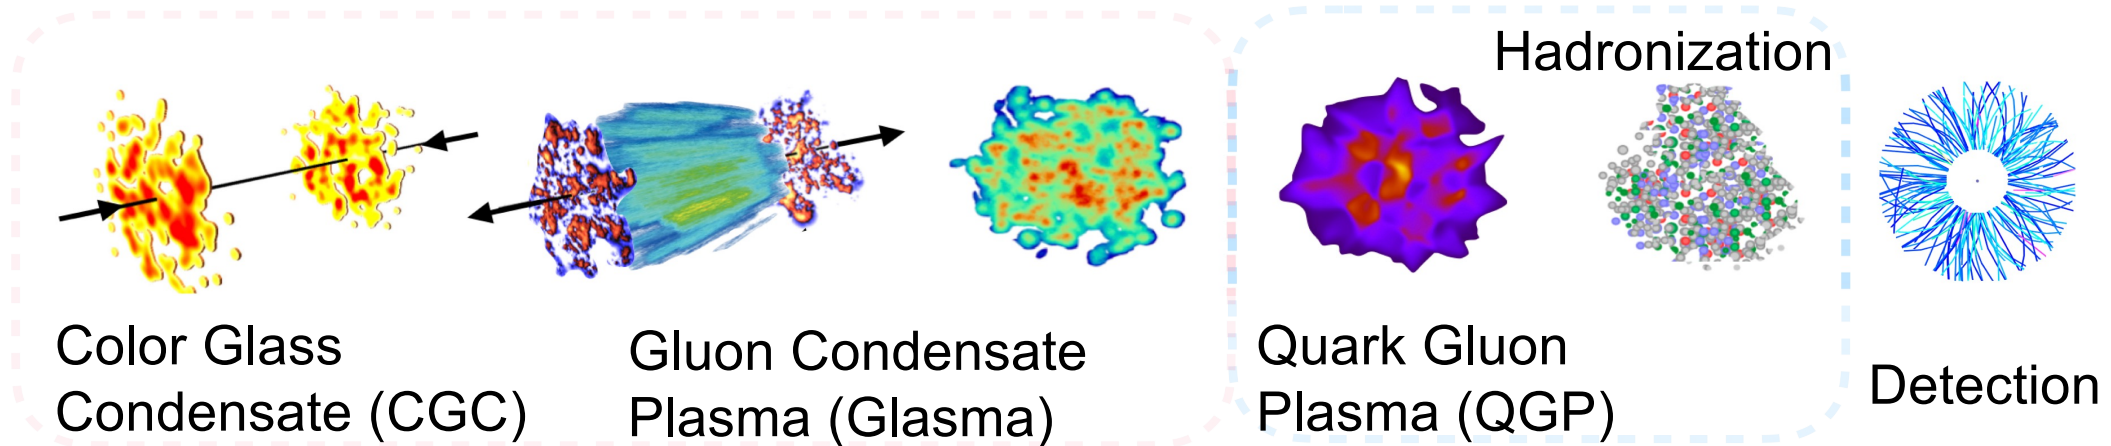 Hadronization
Color Glass
Condensate (CGC)
Gluon Condensate
Plasma (Glasma)
Quark Gluon
Plasma (QGP)
Detection